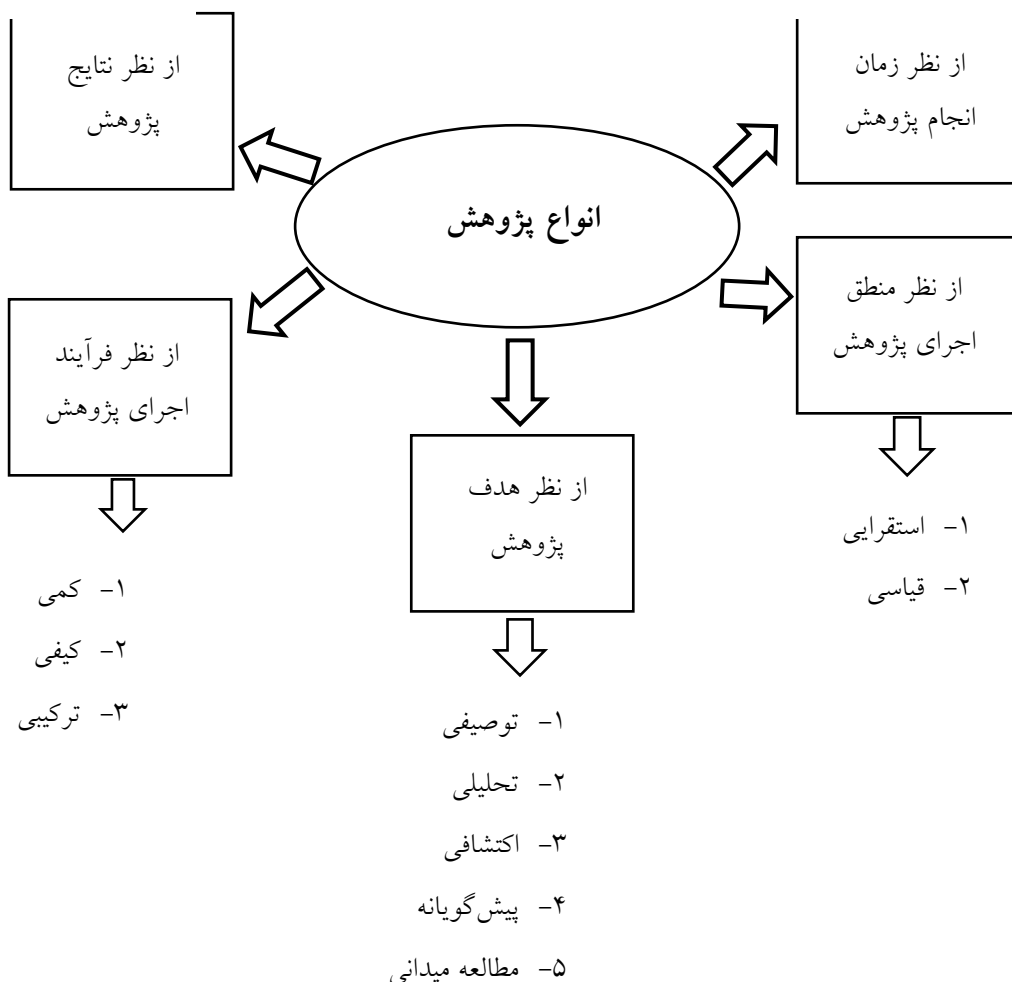 از نظر زمان
انجام پژوهش
از نظر نتایج
پژوهش
انواع پژوهش
از نظر منطق
اجرای پژوهش
از نظر فرآیند
اجرای پژوهش
از نظر هدف
پژوهش
۱- استقرایی
۲- قیاسی
۱- کمی
۲- کیفی
۳- ترکیبی
۱- توصیفی
۲- تحلیلی
۳- اکتشافی
۴- پیش‌گویانه
۵- مطالعه میدانی